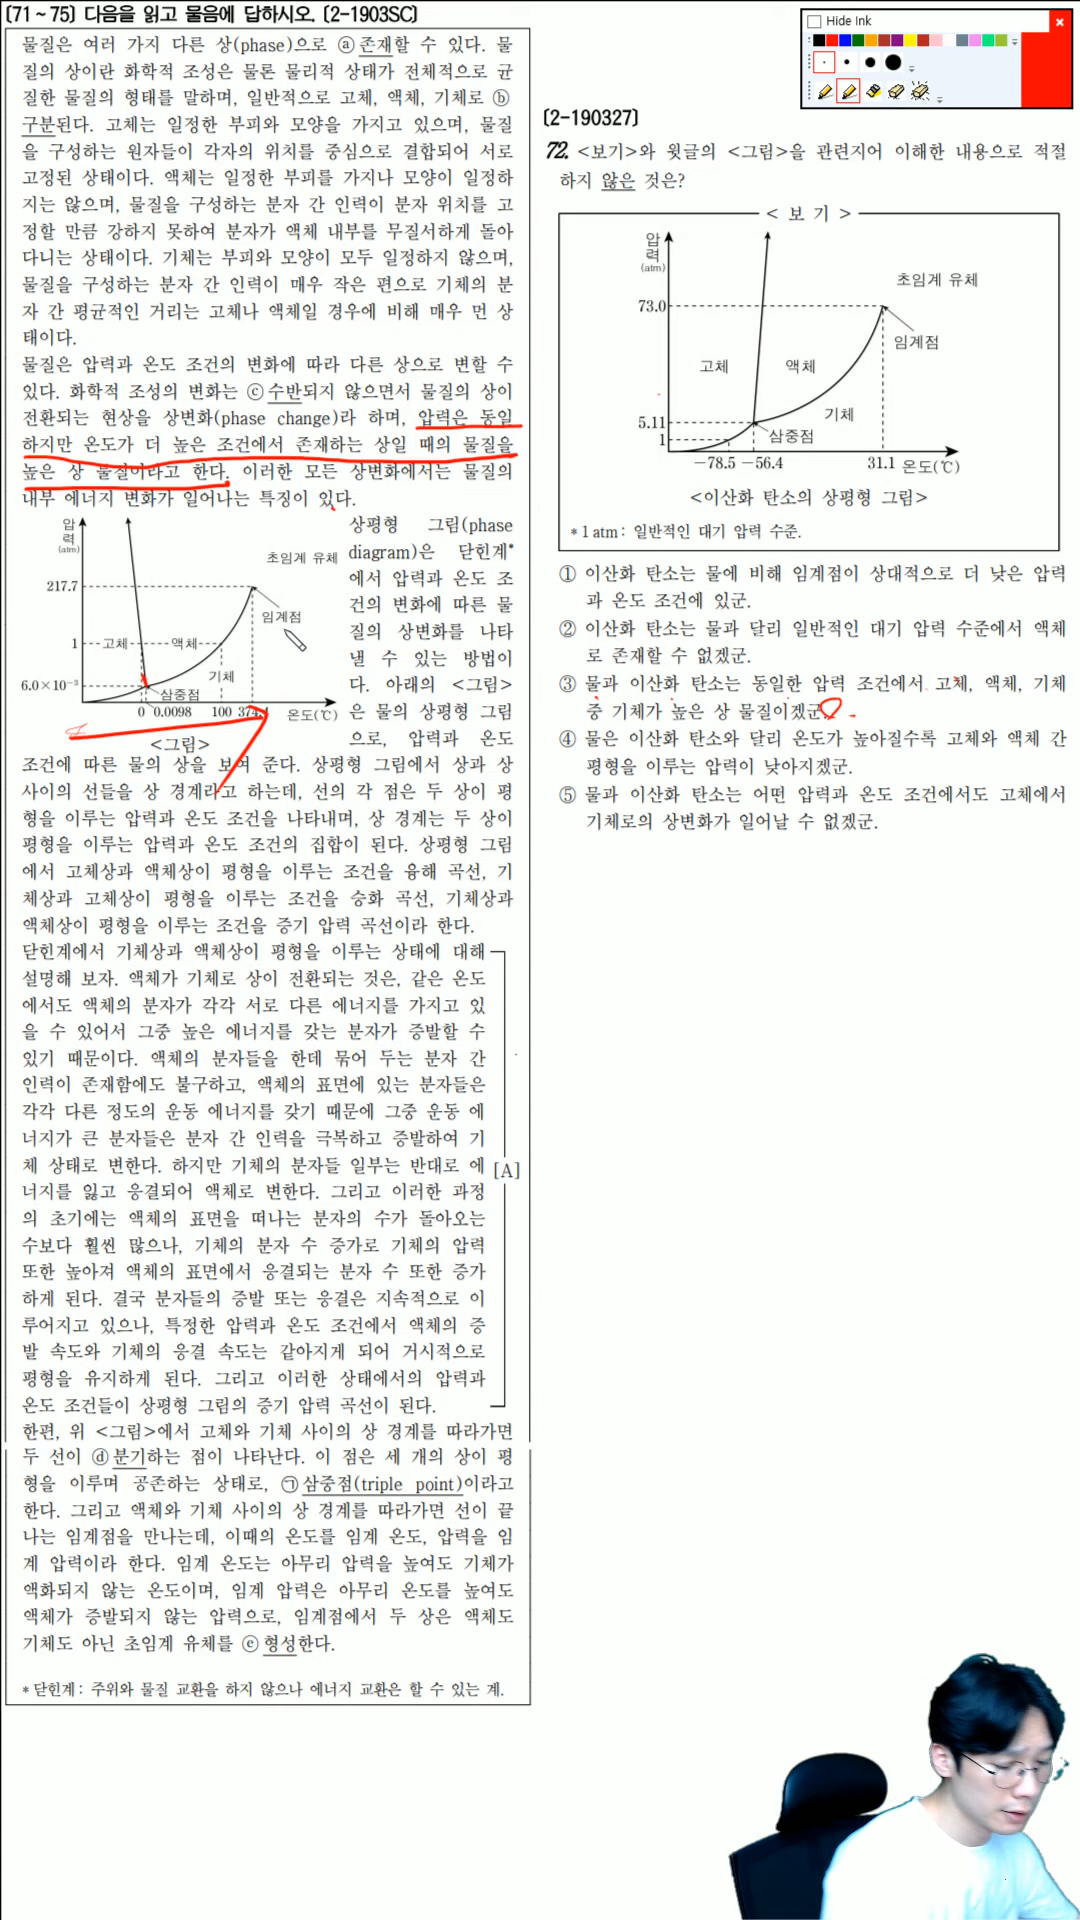 [71~75] 다음을 읽고 물음에 답하시오. [2-1903SC]
물질은 여러 가지 다른 상(phase)으로 ⓐ존재할 수 있다. 물
질의 상이란 화학적 조성은 물론 물리적 상태가 전체적으로 균
질한 물질의 형태를 말하며, 일반적으로 고체, 액체, 기체로 ⓑ
구분된다. 고체는 일정한 부피와 모양을 가지고 있으며, 물질
을 구성하는 원자들이 각자의 위치를 중심으로 결합되어 서로
고정된 상태이다. 액체는 일정한 부피를 가지나 모양이 일정하
지는 않으며, 물질을 구성하는 분자 간 인력이 분자 위치를 고
정할 만큼 강하지 못하여 분자가 액체 내부를 무질서하게 돌아
다니는 상태이다. 기체는 부피와 모양이 모두 일정하지 않으며,
물질을 구성하는 분자 간 인력이 매우 작은 편으로 기체의 분
자 간 평균적인 거리는 고체나 액체일 경우에 비해 매우 먼 상
태이다.
물질은 압력과 온도 조건의 변화에 따라 다른 상으로 변할 수
있다. 화학적 조성의 변화는 ⓒ수반되지 않으면서 물질의 상이
전환되는 현상을 상변화(phase change)라 하며, 압력은 동일
하지만 온도가 더 높은 조건에서 존재하는 상일 때의 물질을
높은 상 물질이라고 한다. 이러한 모든 상변화에서는 물질의
내부 에너지 변화가 일어나는 특징이 있다.
압력
(atm)
217.7
1
6.0×10⁻³
초임계 유체
임계점
고체
액체
기체
삼중점
0 0.0098 100 374.4 온도(℃)
<그림>
상평형 그림(phase
diagram)은 닫힌계*
에서 압력과 온도 조
건의 변화에 따른 물
질의 상변화를 나타
낼 수 있는 방법이
다. 아래의 <그림>
은 물의 상평형 그림
으로, 압력과 온도
조건에 따른 물의 상을 보여 준다. 상평형 그림에서 상과 상
사이의 선들을 상 경계라고 하는데, 선의 각 점은 두 상이 평
형을 이루는 압력과 온도 조건을 나타내며, 상 경계는 두 상이
평형을 이루는 압력과 온도 조건의 집합이 된다. 상평형 그림
에서 고체상과 액체상이 평형을 이루는 조건을 융해 곡선, 기
체상과 고체상이 평형을 이루는 조건을 승화 곡선, 기체상과
액체상이 평형을 이루는 조건을 증기 압력 곡선이라 한다.
닫힌계에서 기체상과 액체상이 평형을 이루는 상태에 대해
설명해 보자. 액체가 기체로 상이 전환되는 것은, 같은 온도
에서도 액체의 분자가 각각 서로 다른 에너지를 가지고 있
을 수 있어서 그중 높은 에너지를 갖는 분자가 증발할 수
있기 때문이다. 액체의 분자들을 한데 묶어 두는 분자 간
인력이 존재함에도 불구하고, 액체의 표면에 있는 분자들은
각각 다른 정도의 운동 에너지를 갖기 때문에 그중 운동 에
너지가 큰 분자들은 분자 간 인력을 극복하고 증발하여 기
체 상태로 변한다. 하지만 기체의 분자들 일부는 반대로 에
너지를 잃고 응결되어 액체로 변한다. 그리고 이러한 과정
의 초기에는 액체의 표면을 떠나는 분자의 수가 돌아오는
수보다 훨씬 많으나, 기체의 분자 수 증가로 기체의 압력
또한 높아져 액체의 표면에서 응결되는 분자 수 또한 증가
하게 된다. 결국 분자들의 증발 또는 응결은 지속적으로 이
루어지고 있으나, 특정한 압력과 온도 조건에서 액체의 증
발 속도와 기체의 응결 속도는 같아지게 되어 거시적으로
평형을 유지하게 된다. 그리고 이러한 상태에서의 압력과
온도 조건들이 상평형 그림의 증기 압력 곡선이 된다.
[A]
한편, 위 <그림>에서 고체와 기체 사이의 상 경계를 따라가면
두 선이 ⓓ분기하는 점이 나타난다. 이 점은 세 개의 상이 평
형을 이루며 공존하는 상태로, ㉠삼중점(triple point)이라고
한다. 그리고 액체와 기체 사이의 상 경계를 따라가면 선이 끝
나는 임계점을 만나는데, 이때의 온도를 임계 온도, 압력을 임
계 압력이라 한다. 임계 온도는 아무리 압력을 높여도 기체가
액화되지 않는 온도이며, 임계 압력은 아무리 온도를 높여도
액체가 증발되지 않는 압력으로, 임계점에서 두 상은 액체도
기체도 아닌 초임계 유체를 ⓔ형성한다.
*닫힌계: 주위와 물질 교환을 하지 않으나 에너지 교환은 할 수 있는 계.
Hide Ink
[2-190327]
72. <보기>와 윗글의 <그림>을 관련지어 이해한 내용으로 적절
하지 않은 것은?
<보 기>
압력
(atm)
73.0
5.11
1
초임계 유체
임계점
고체
액체
기체
삼중점
-78.5 -56.4 31.1 온도(℃)
<이산화 탄소의 상평형 그림>
*1 atm: 일반적인 대기 압력 수준.
① 이산화 탄소는 물에 비해 임계점이 상대적으로 더 낮은 압력
과 온도 조건에 있군.
② 이산화 탄소는 물과 달리 일반적인 대기 압력 수준에서 액체
로 존재할 수 없겠군.
③ 물과 이산화 탄소는 동일한 압력 조건에서 고체, 액체, 기체
중 기체가 높은 상 물질이겠군.
④ 물은 이산화 탄소와 달리 온도가 높아질수록 고체와 액체 간
평형을 이루는 압력이 낮아지겠군.
⑤ 물과 이산화 탄소는 어떤 압력과 온도 조건에서도 고체에서
기체로의 상변화가 일어날 수 없겠군.